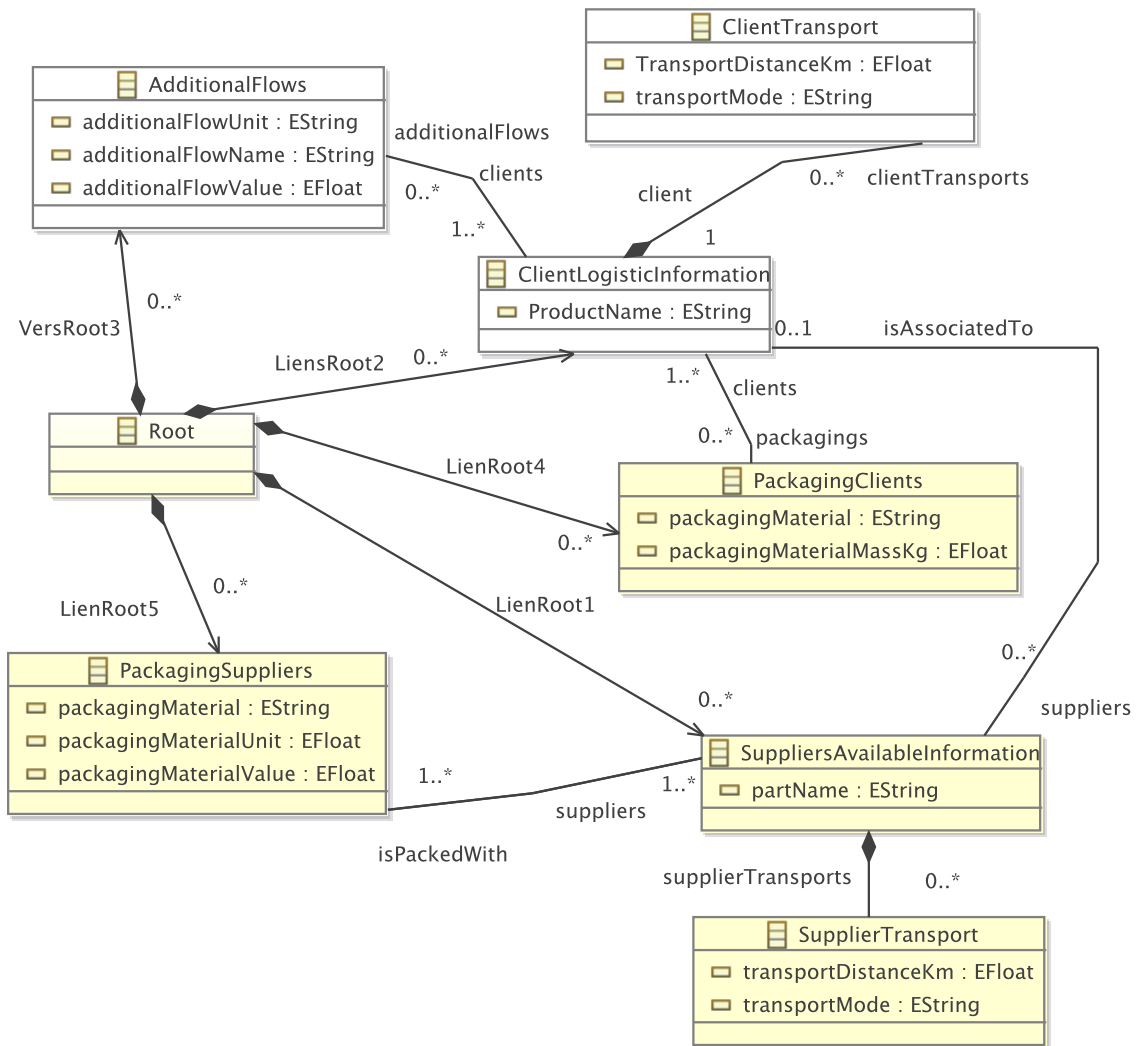 ClientTransport
TransportDistanceKm : EFloat
transportMode : EString
AdditionalFlows
additionalFlowUnit : EString
additionalFlowName : EString
additionalFlowValue : EFloat
additionalFlows
clients
0..*
1..*
client
0..*
clientTransports
1
ClientLogisticInformation
ProductName : EString
0..1
isAssociatedTo
0..*
VersRoot3
LiensRoot2
0..*
1..*
clients
0..*
packagings
Root
LienRoot4
0..*
PackagingClients
packagingMaterial : EString
packagingMaterialMassKg : EFloat
0..*
LienRoot5
LienRoot1
0..*
0..*
suppliers
PackagingSuppliers
packagingMaterial : EString
packagingMaterialUnit : EFloat
packagingMaterialValue : EFloat
1..*
1..*
suppliers
isPackedWith
SuppliersAvailableInformation
partName : EString
supplierTransports
0..*
SupplierTransport
transportDistanceKm : EFloat
transportMode : EString